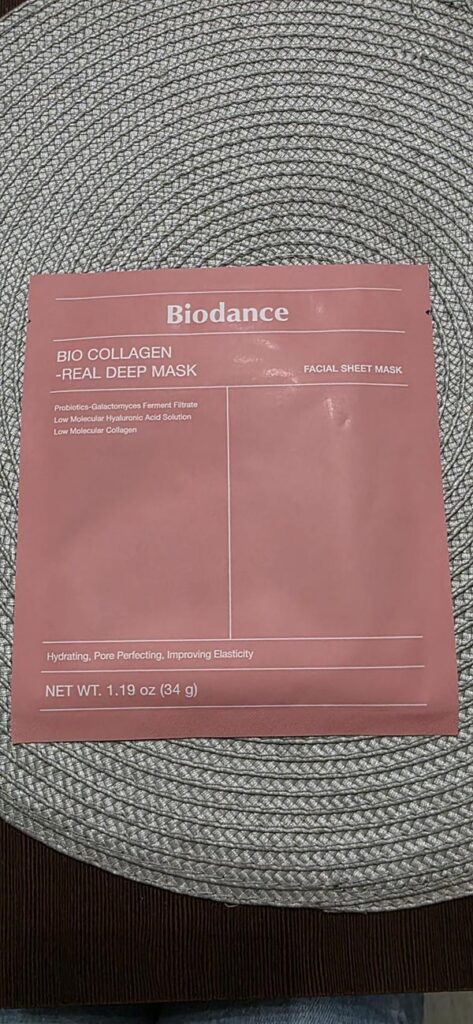 Biodance
BIO COLLAGEN
-REAL DEEP MASK
FACIAL SHEET MASK
Probiotics-Galactomyces Ferment Filtrate
Low Molecular Hyaluronic Acid Solution
Low Molecular Collagen
Hydrating, Pore Perfecting, Improving Elasticity
NET WT. 1.19 oz (34 g)